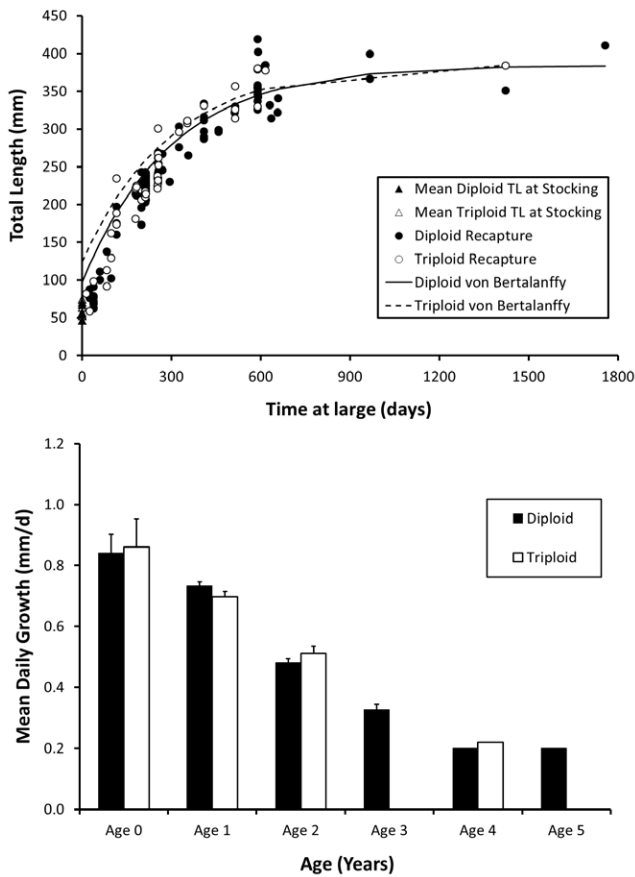 450
400
350
300
250
200
150
100
50
0
Total Length (mm)
Mean Diploid TL at Stocking
Mean Triploid TL at Stocking
Diploid Recapture
Triploid Recapture
Diploid von Bertalanffy
Triploid von Bertalanffy
0 300 600 900 1200 1500 1800
Time at large (days)
1.2
1.0
0.8
0.6
0.4
0.2
0.0
Mean Daily Growth (mm/d)
Diploid
Triploid
Age 0 Age 1 Age 2 Age 3 Age 4 Age 5
Age (Years)